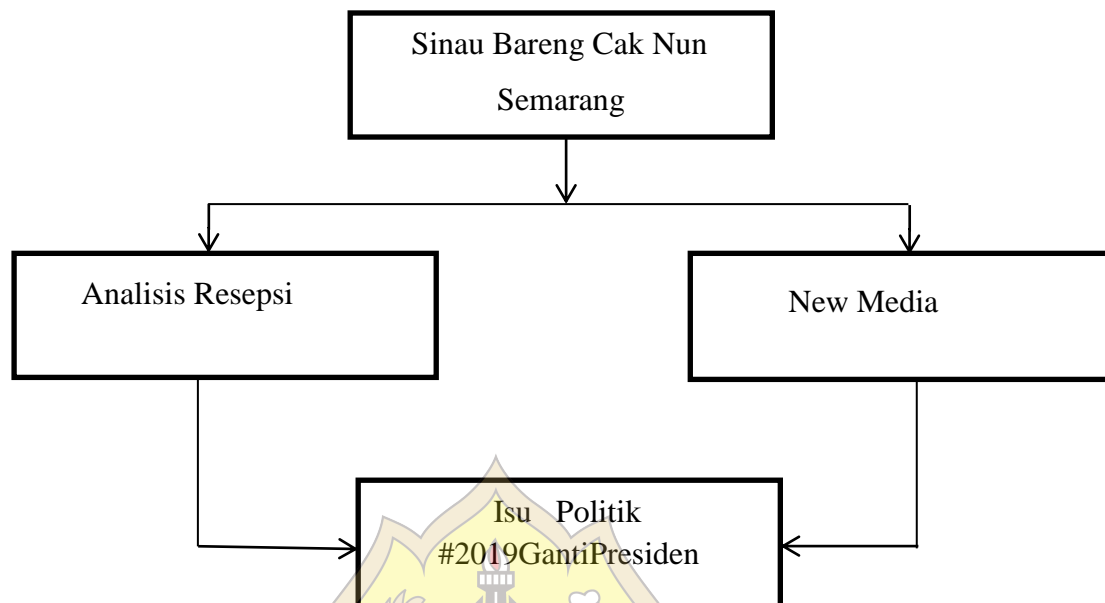 Sinau Bareng Cak Nun
Semarang
Analisis Resepsi
New Media
Isu Politik
#2019GantiPresiden